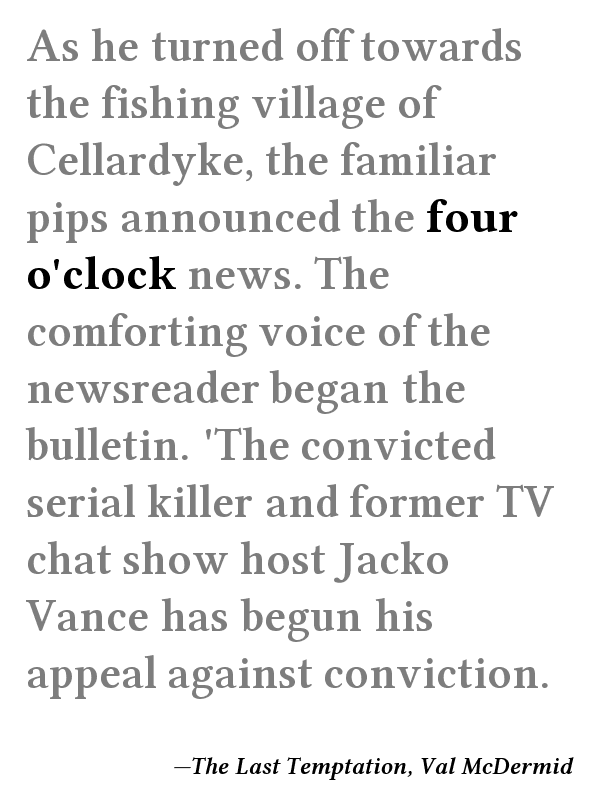 As he turned off towards
the fishing village of
Cellardyke, the familiar
pips announced the four
o'clock news. The
comforting voice of the
newsreader began the
bulletin. 'The convicted
serial killer and former TV
chat show host Jacko
Vance has begun his
appeal against conviction.
—The Last Temptation, Val McDermid